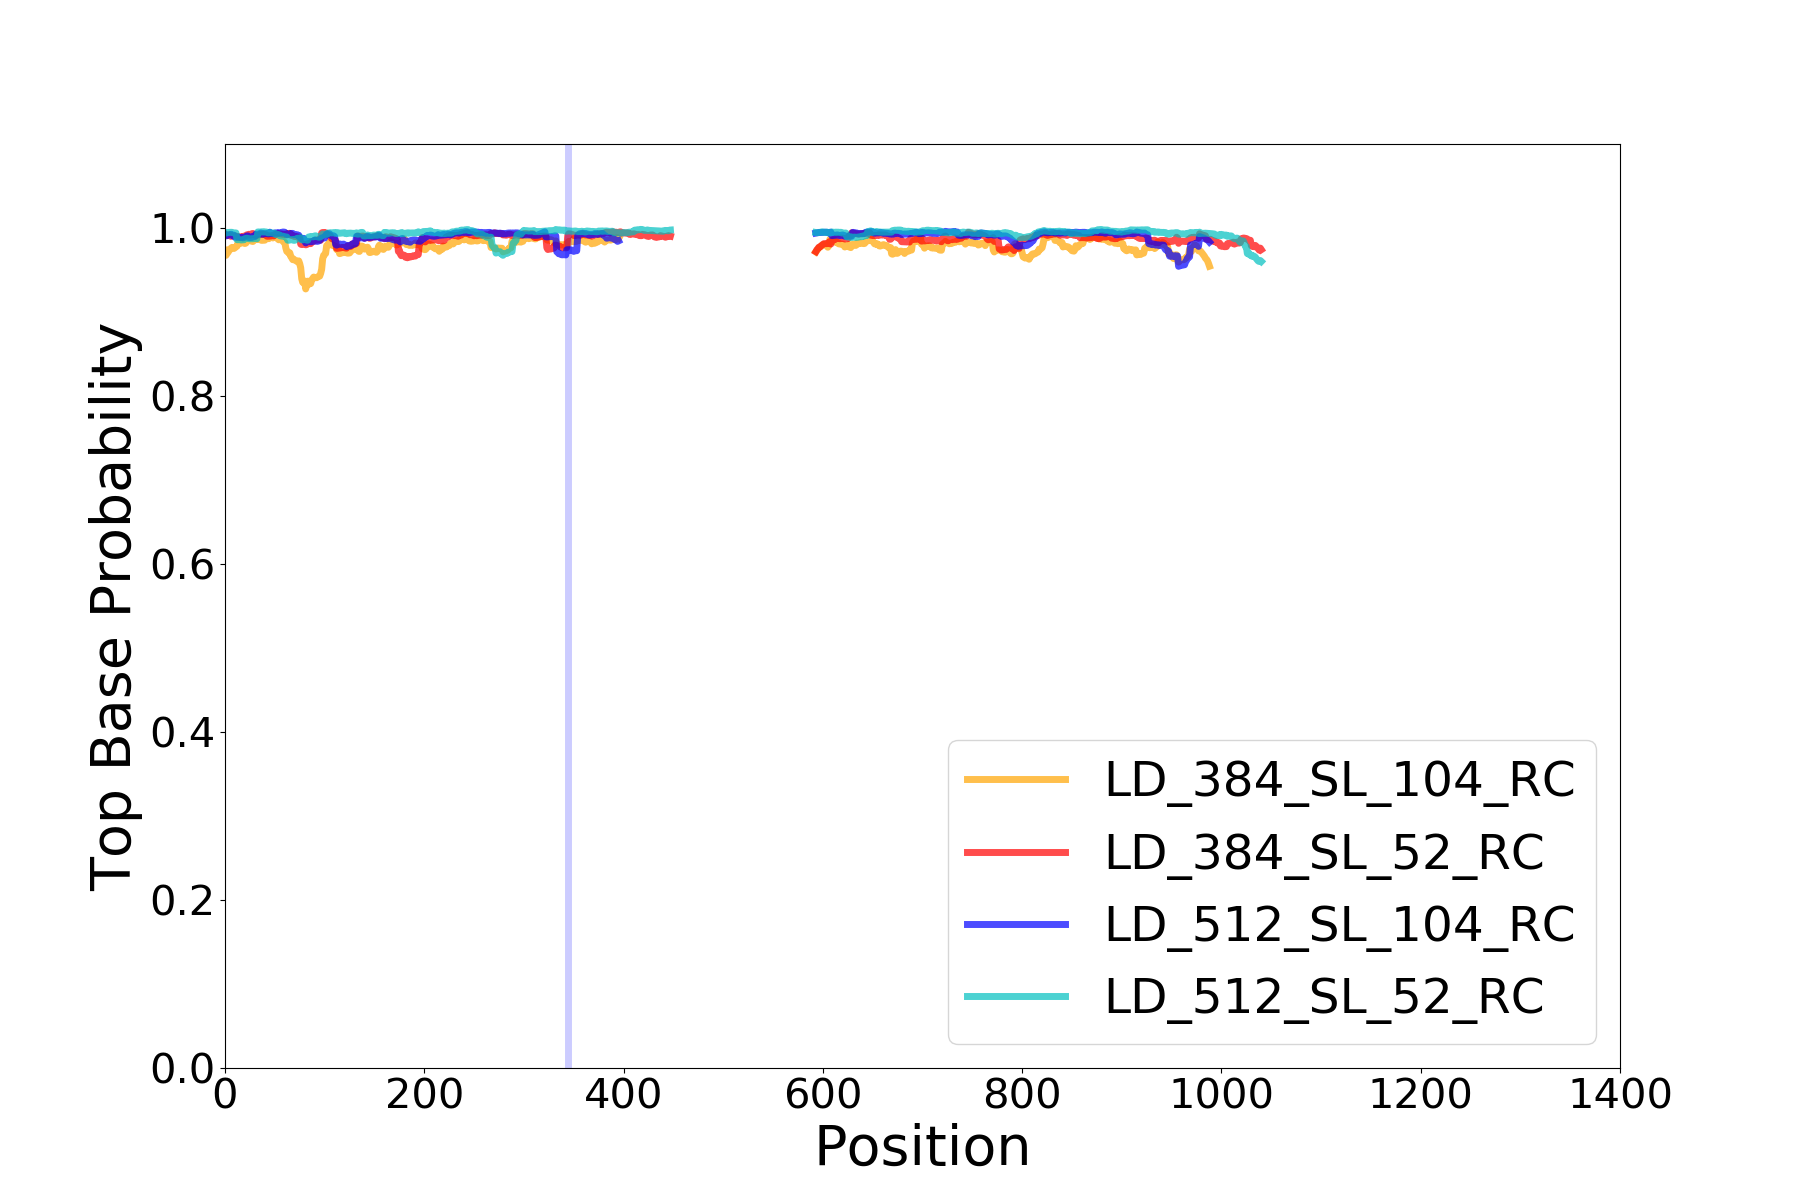 1.0
0.8
0.6
0.4
0.2
0.0
Top Base Probability
0 200 400 600 800 1000 1200 1400
Position
LD_384_SL_104_RC
LD_384_SL_52_RC
LD_512_SL_104_RC
LD_512_SL_52_RC